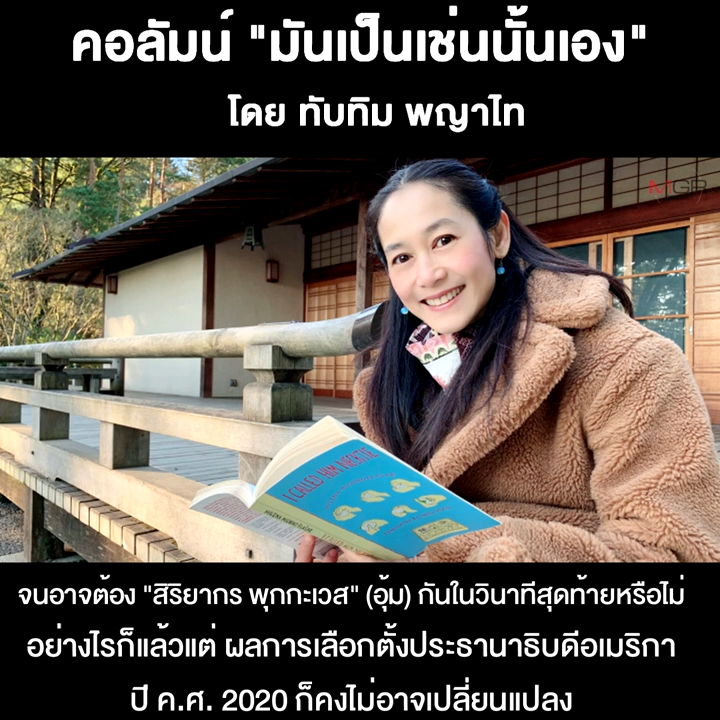 คอลัมน์ "มันเป็นเช่นนั้นเอง"
โดย ทับทิม พญาไท
MGR
I CALLED HIM NECKTIE
จนอาจต้อง "สิริยากร พุกกะเวส" (อุ้ม) กันในวินาทีสุดท้ายหรือไม่
อย่างไรก็แล้วแต่ ผลการเลือกตั้งประธานาธิบดีอเมริกา
ปี ค.ศ. 2020 ก็คงไม่อาจเปลี่ยนแปลง